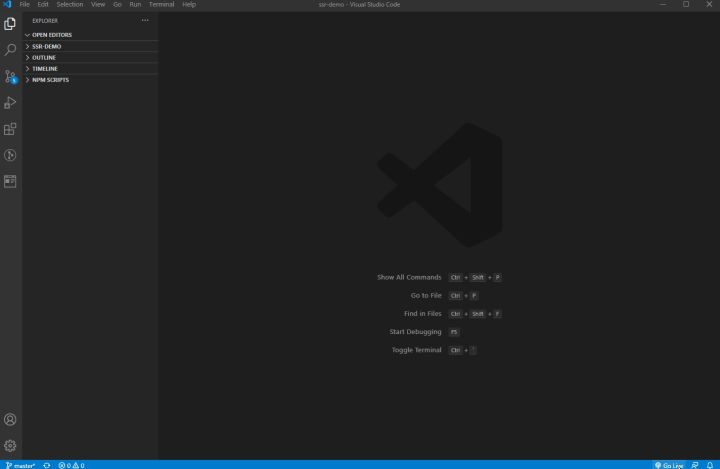 File Edit Selection View Go Run Terminal Help
ssr-demo - Visual Studio Code
EXPLORER
OPEN EDITORS
SSR-DEMO
OUTLINE
TIMELINE
NPM SCRIPTS
Show All Commands Ctrl + Shift + P
Go to File Ctrl + P
Find in Files Ctrl + Shift + F
Start Debugging F5
Toggle Terminal Ctrl + `
master* 0 0 Go Live